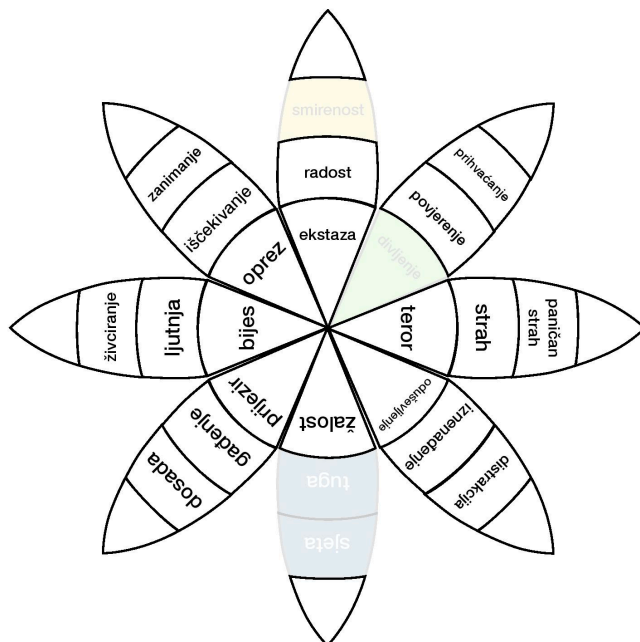 smirenost
radost
ekstaza
prihvaćanje
povjerenje
divljenje
paničan
strah
strah
teror
distrakcija
iznenađenje
oduševljenje
sjeta
tuga
žalost
dosada
gađenje
prijezir
živciranje
ljutnja
bijes
zanimanje
iščekivanje
oprez